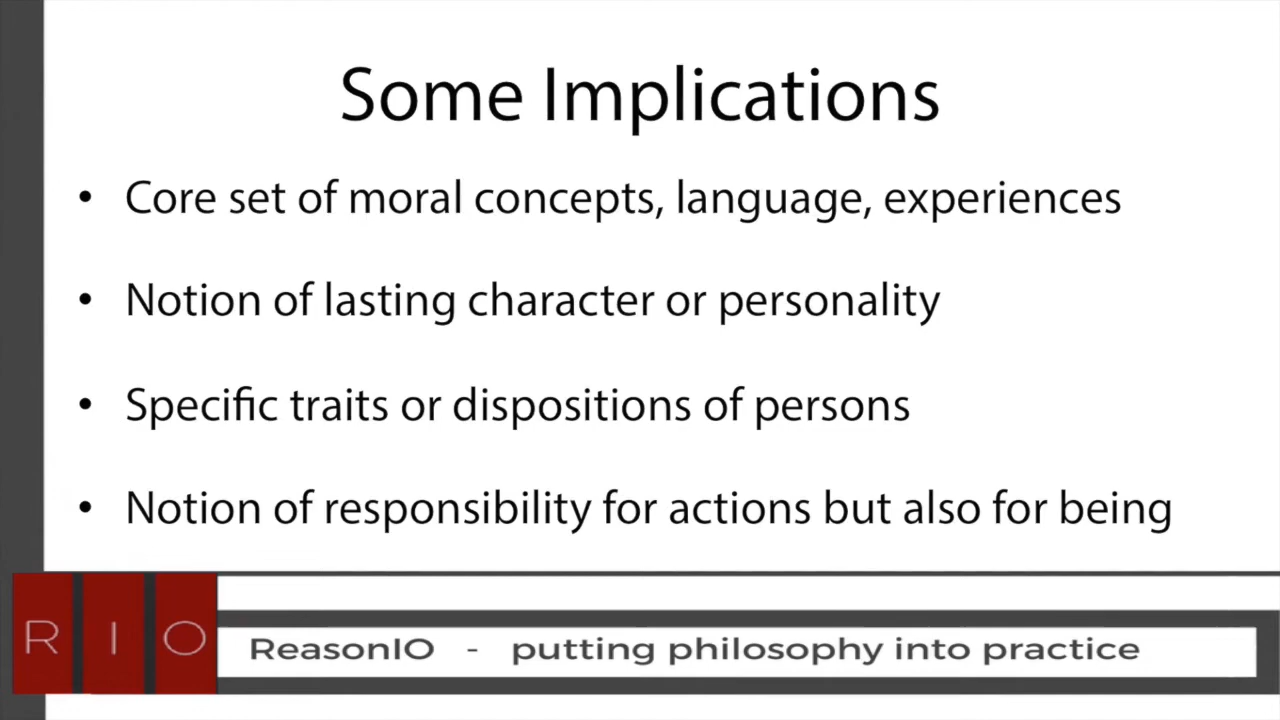 Some Implications
• Core set of moral concepts, language, experiences
• Notion of lasting character or personality
• Specific traits or dispositions of persons
• Notion of responsibility for actions but also for being
R I O
ReasonIO - putting philosophy into practice